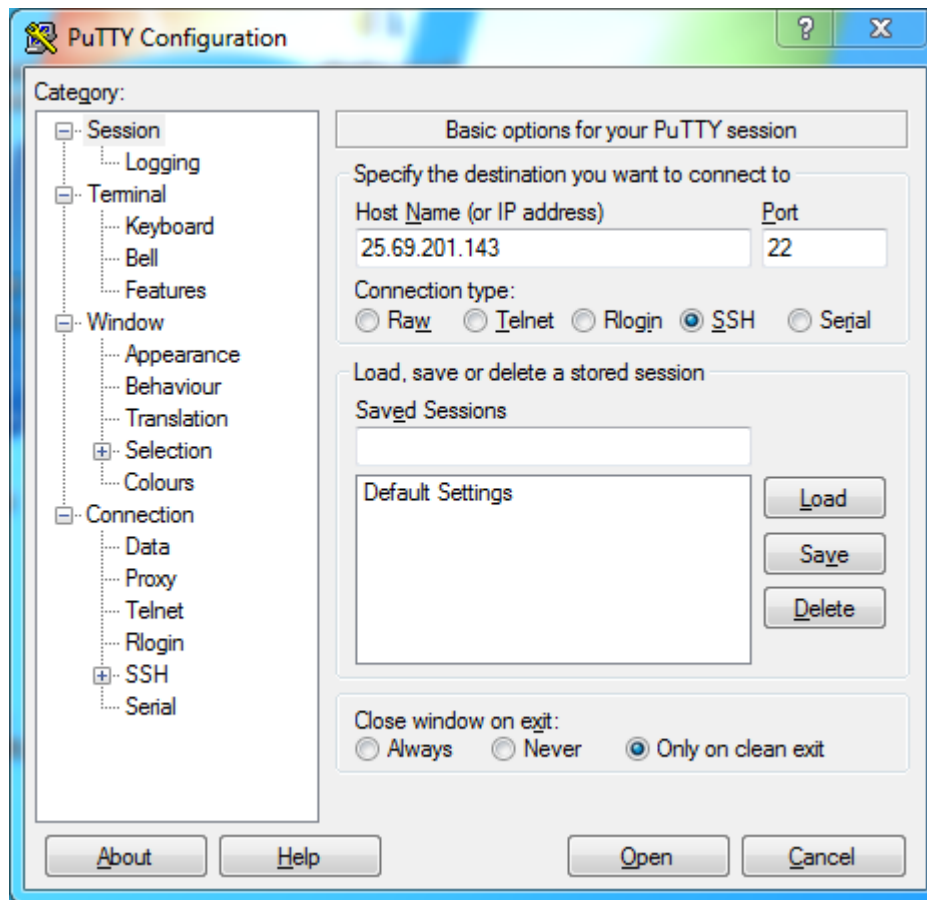 PuTTY Configuration
Category:
Session
Logging
Terminal
Keyboard
Bell
Features
Window
Appearance
Behaviour
Translation
Selection
Colours
Connection
Data
Proxy
Telnet
Rlogin
SSH
Serial
Basic options for your PuTTY session
Specify the destination you want to connect to
Host Name (or IP address) Port
25.69.201.143 22
Connection type:
Raw Telnet Rlogin SSH Serial
Load, save or delete a stored session
Saved Sessions
Default Settings
Load
Save
Delete
Close window on exit:
Always Never Only on clean exit
About Help Open Cancel